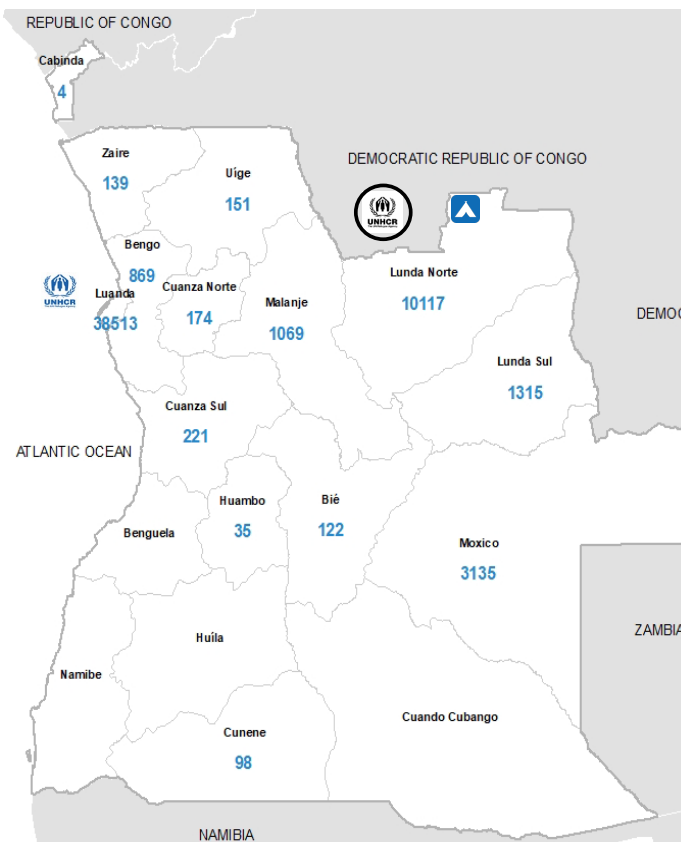 REPUBLIC OF CONGO
Cabinda
4
Zaire
139
Uíge
151
DEMOCRATIC REPUBLIC OF CONGO
UNHCR
Bengo
869
Luanda
38513
UNHCR
Cuanza Norte
174
Malanje
1069
Lunda Norte
10117
DEMOC
Lunda Sul
1315
Cuanza Sul
221
ATLANTIC OCEAN
Huambo
35
Bié
122
Benguela
Moxico
3135
Huíla
ZAMBIA
Namibe
Cuando Cubango
Cunene
98
NAMIBIA